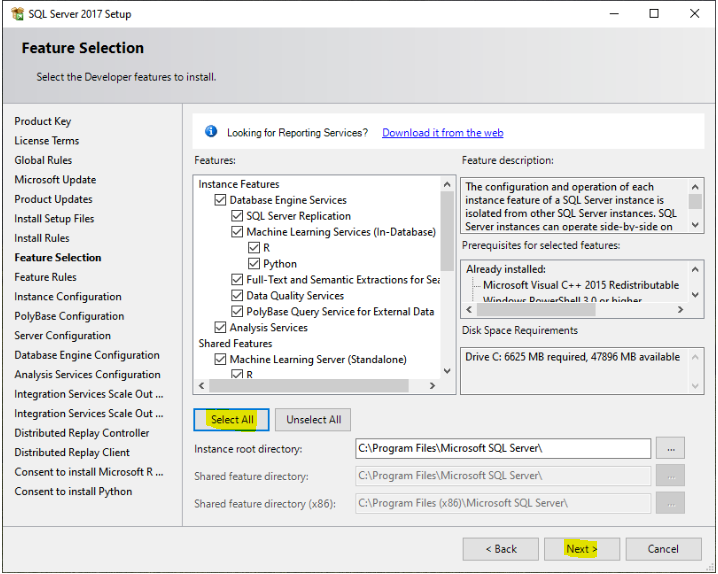 SQL Server 2017 Setup
Feature Selection
Select the Developer features to install.
Product Key
License Terms
Global Rules
Microsoft Update
Product Updates
Install Setup Files
Install Rules
Feature Selection
Feature Rules
Instance Configuration
PolyBase Configuration
Server Configuration
Database Engine Configuration
Analysis Services Configuration
Integration Services Scale Out ...
Integration Services Scale Out ...
Distributed Replay Controller
Distributed Replay Client
Consent to install Microsoft R ...
Consent to install Python
Looking for Reporting Services? Download it from the web
Features:
Instance Features
Database Engine Services
SQL Server Replication
Machine Learning Services (In-Database)
R
Python
Full-Text and Semantic Extractions for Sea
Data Quality Services
PolyBase Query Service for External Data
Analysis Services
Shared Features
Machine Learning Server (Standalone)
R
Feature description:
The configuration and operation of each
instance feature of a SQL Server instance is
isolated from other SQL Server instances. SQL
Server instances can operate side-by-side on
Prerequisites for selected features:
Already installed:
Microsoft Visual C++ 2015 Redistributable
Windows PowerShell 3.0 or higher
Disk Space Requirements
Drive C: 6625 MB required, 47896 MB available
Select All
Unselect All
Instance root directory: C:\Program Files\Microsoft SQL Server\ ...
Shared feature directory: C:\Program Files\Microsoft SQL Server\ ...
Shared feature directory (x86): C:\Program Files (x86)\Microsoft SQL Server\ ...
< Back
Next >
Cancel